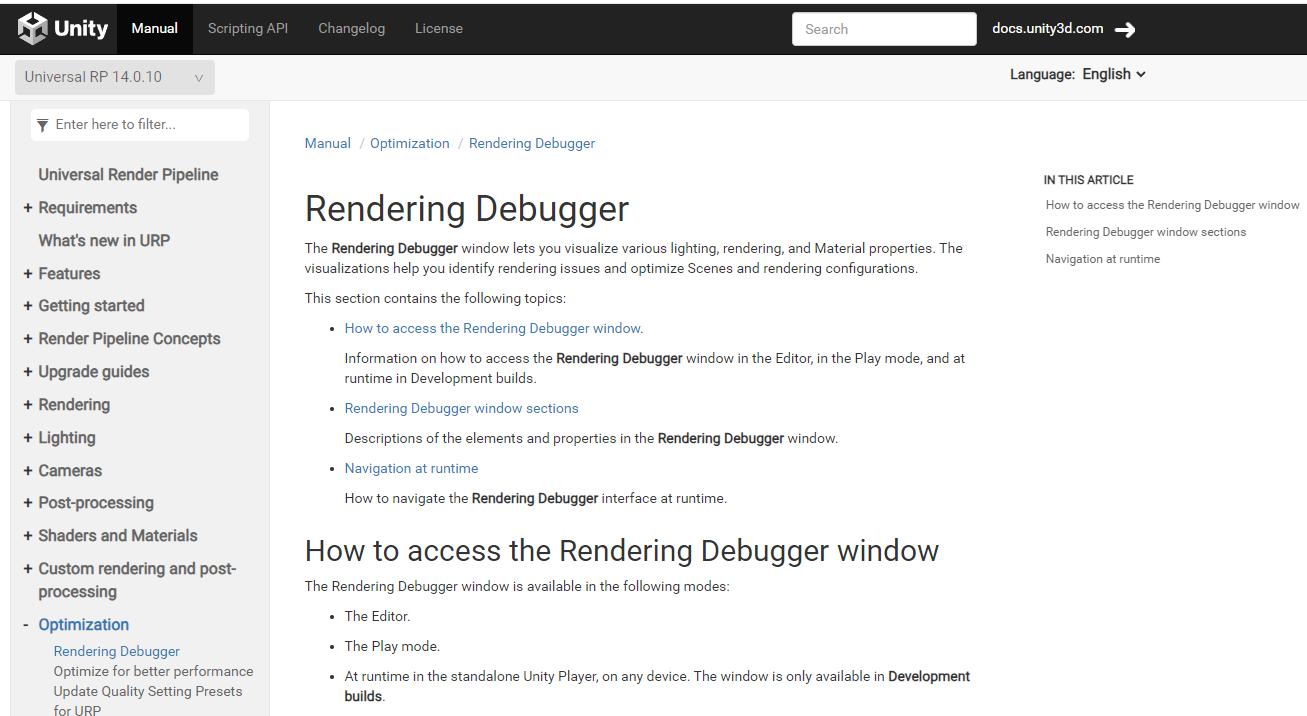 Unity Manual Scripting API Changelog License Search docs.unity3d.com
Universal RP 14.0.10 Language: English
Enter here to filter...
Universal Render Pipeline
+ Requirements
What's new in URP
+ Features
+ Getting started
+ Render Pipeline Concepts
+ Upgrade guides
+ Rendering
+ Lighting
+ Cameras
+ Post-processing
+ Shaders and Materials
+ Custom rendering and post-
processing
- Optimization
Rendering Debugger
Optimize for better performance
Update Quality Setting Presets
for URP
Manual / Optimization / Rendering Debugger
Rendering Debugger
The Rendering Debugger window lets you visualize various lighting, rendering, and Material properties. The
visualizations help you identify rendering issues and optimize Scenes and rendering configurations.
This section contains the following topics:
• How to access the Rendering Debugger window.
Information on how to access the Rendering Debugger window in the Editor, in the Play mode, and at
runtime in Development builds.
• Rendering Debugger window sections
Descriptions of the elements and properties in the Rendering Debugger window.
• Navigation at runtime
How to navigate the Rendering Debugger interface at runtime.
How to access the Rendering Debugger window
The Rendering Debugger window is available in the following modes:
• The Editor.
• The Play mode.
• At runtime in the standalone Unity Player, on any device. The window is only available in Development
builds.
IN THIS ARTICLE
How to access the Rendering Debugger window
Rendering Debugger window sections
Navigation at runtime